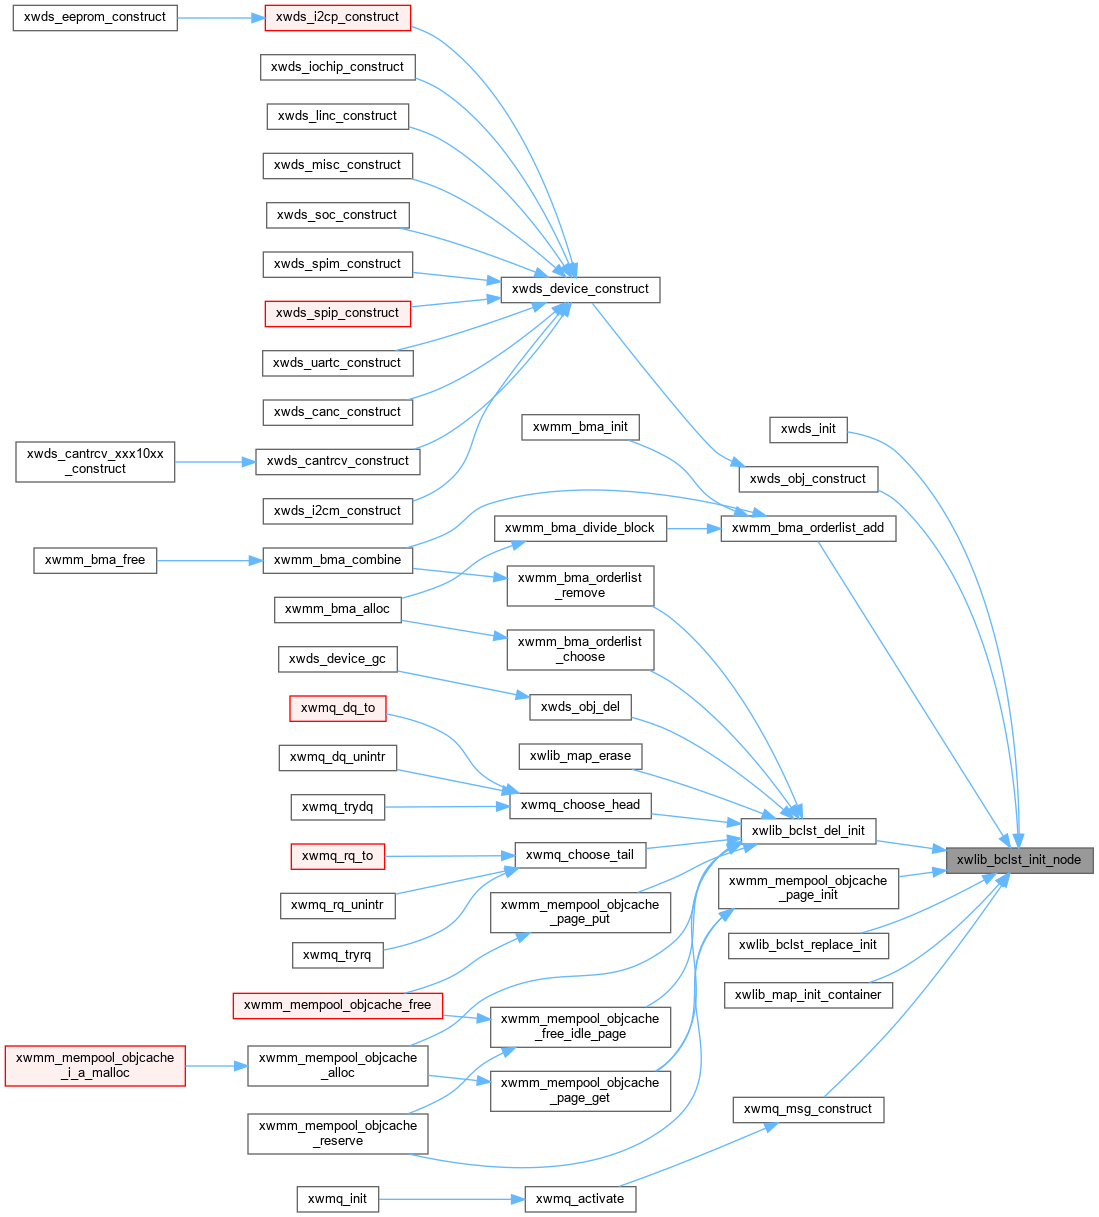 xwds_eeprom_construct
xwds_i2cp_construct
xwds_iochip_construct
xwds_linc_construct
xwds_misc_construct
xwds_soc_construct
xwds_spim_construct
xwds_device_construct
xwds_spip_construct
xwds_uartc_construct
xwds_canc_construct
xwmm_bma_init
xwds_init
xwds_cantrcv_xxx10xx
_construct
xwds_cantrcv_construct
xwds_obj_construct
xwds_i2cm_construct
xwmm_bma_divide_block
xwmm_bma_orderlist_add
xwmm_bma_free
xwmm_bma_combine
xwmm_bma_orderlist
_remove
xwmm_bma_alloc
xwmm_bma_orderlist
_choose
xwds_device_gc
xwds_obj_del
xwmq_dq_to
xwmq_dq_unintr
xwlib_map_erase
xwmq_trydq
xwmq_choose_head
xwlib_bclst_del_init
xwmq_rq_to
xwmq_choose_tail
xwlib_bclst_init_node
xwmm_mempool_objcache
_page_init
xwmq_rq_unintr
xwmm_mempool_objcache
_page_put
xwlib_bclst_replace_init
xwmq_tryrq
xwlib_map_init_container
xwmm_mempool_objcache_free
xwmm_mempool_objcache
_free_idle_page
xwmm_mempool_objcache
_i_a_malloc
xwmm_mempool_objcache
_alloc
xwmm_mempool_objcache
_page_get
xwmq_msg_construct
xwmm_mempool_objcache
_reserve
xwmq_init
xwmq_activate